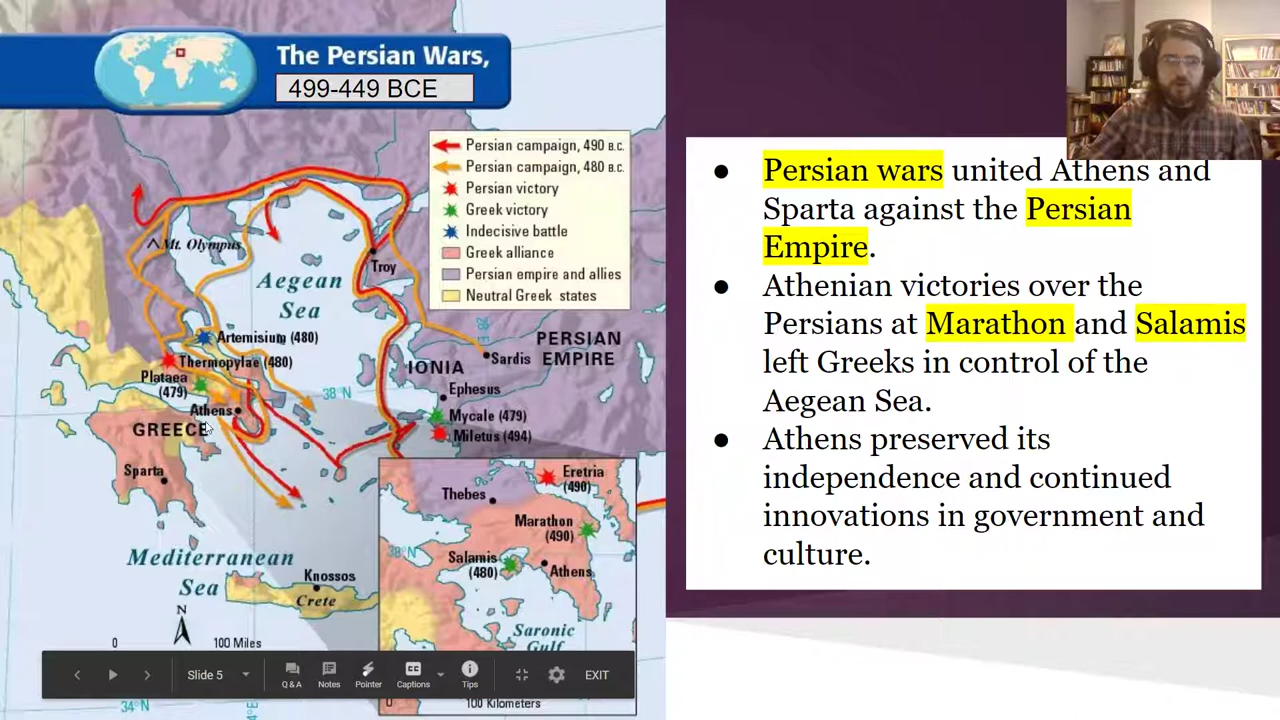 The Persian Wars,
499-449 BCE
Persian campaign, 490 B.C.
Persian campaign, 480 B.C.
Persian victory
Greek victory
Indecisive battle
Greek alliance
Persian empire and allies
Neutral Greek states
Mt. Olympus
Aegean
Sea
Troy
Artemisium (480)
Thermopylae (480)
Plataea
(479)
Athens
GREECE
Sparta
38°N
IONIA
PERSIAN
EMPIRE
Sardis
Ephesus
Mycale (479)
Miletus (494)
Mediterranean
Sea
Knossos
Crete
N
0
100 Miles
34°N
Eretria
(490)
Thebes
Marathon
(490)
38°N
Salamis
(480)
Athens
Saronic
Gulf
0
100 Kilometers
● Persian wars united Athens and
Sparta against the Persian
Empire.
● Athenian victories over the
Persians at Marathon and Salamis
left Greeks in control of the
Aegean Sea.
● Athens preserved its
independence and continued
innovations in government and
culture.
Slide 5
Q & A
Notes
Pointer
CC
Captions
Tips
EXIT